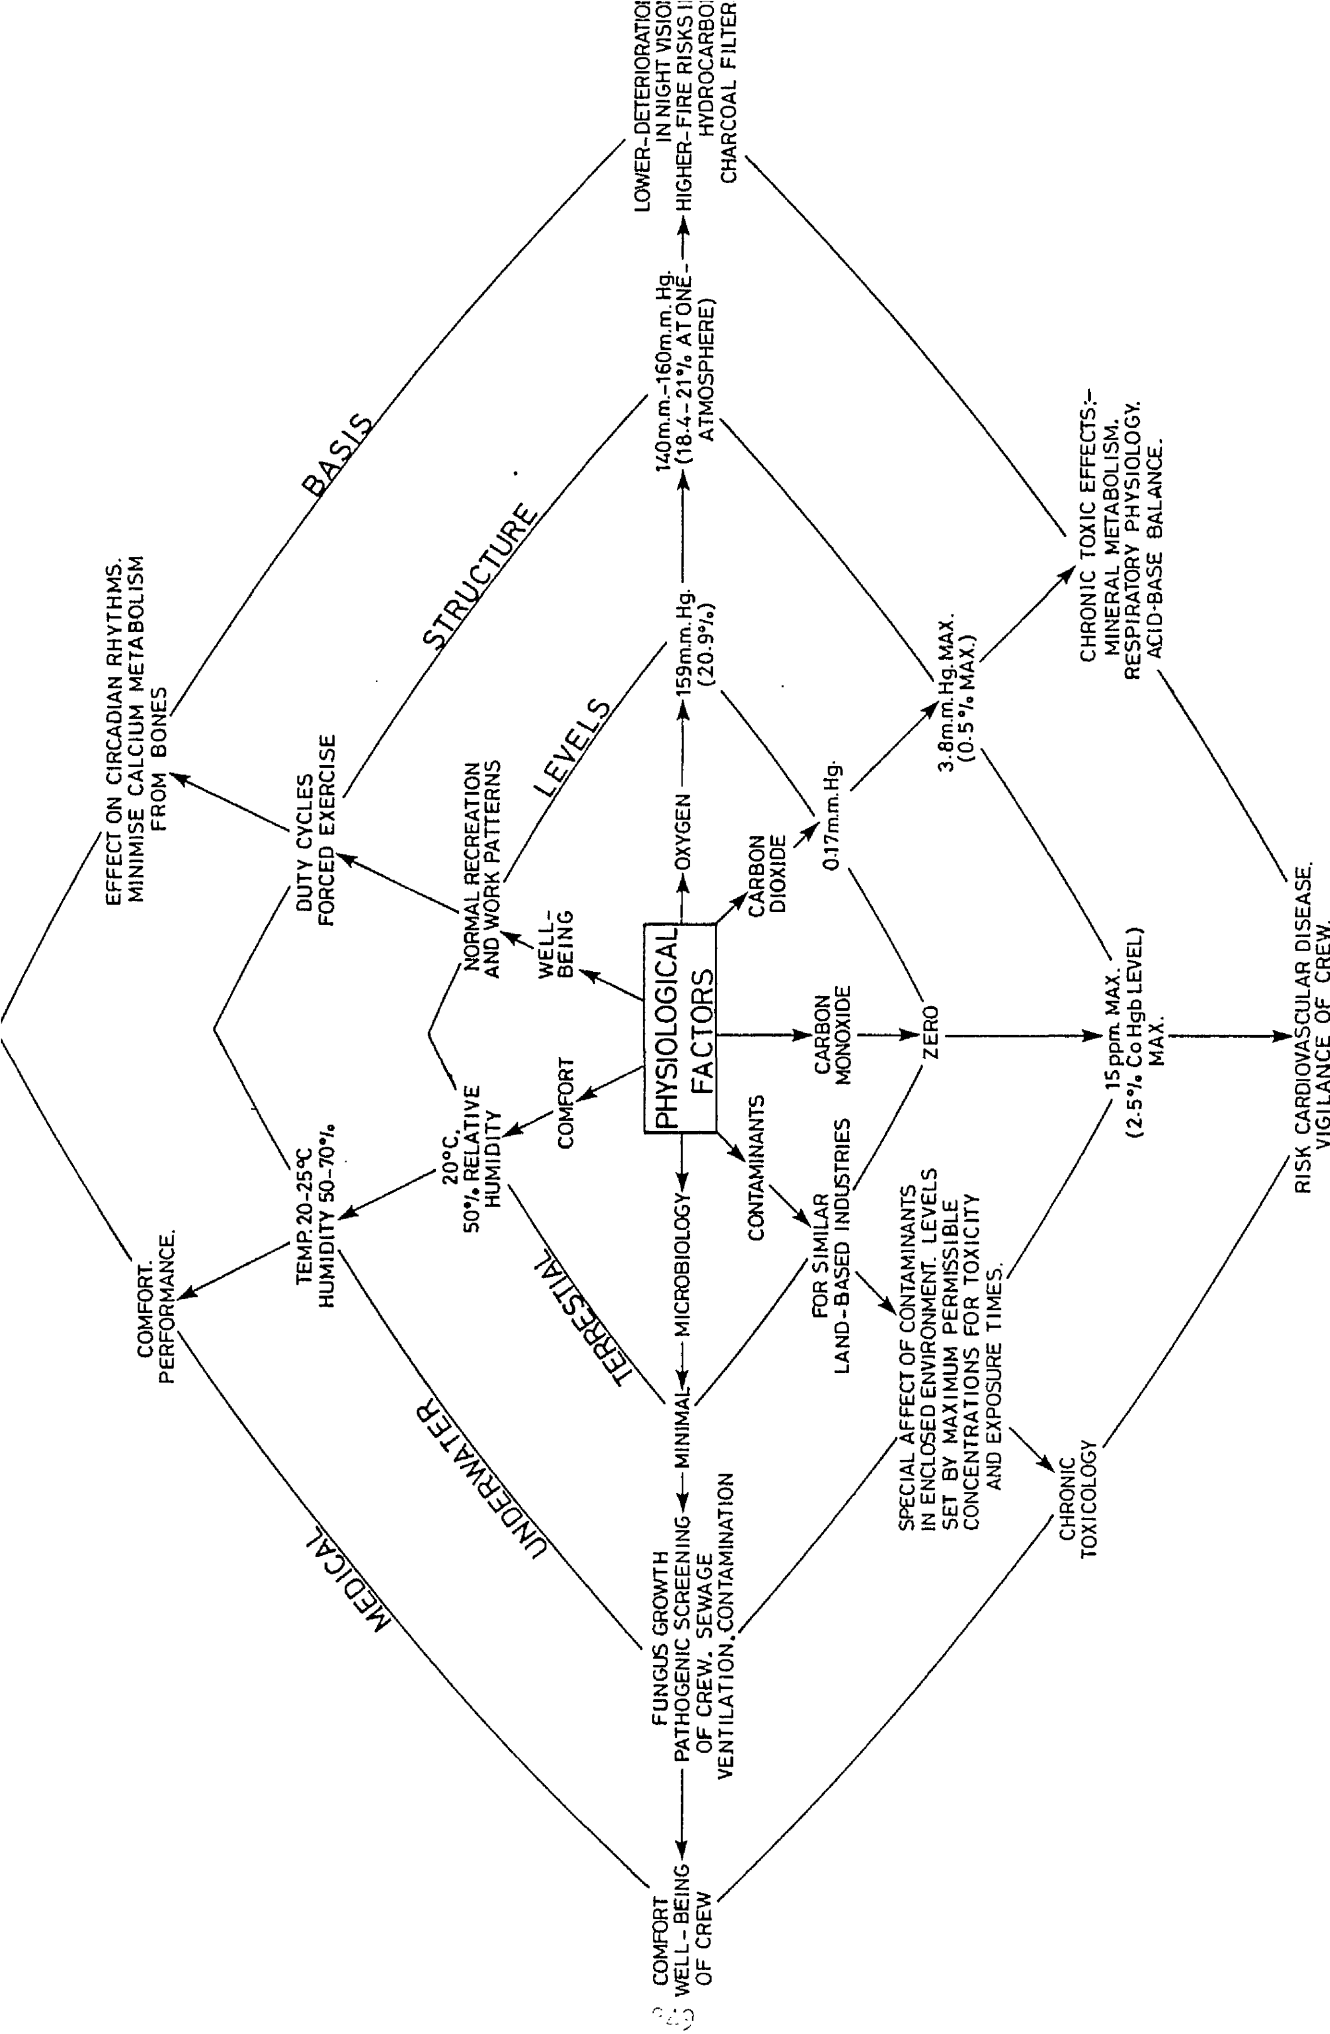 EFFECT ON CIRCADIAN RHYTHMS.
MINIMISE CALCIUM METABOLISM
FROM BONES
COMFORT.
PERFORMANCE.
BASIS
MEDICAL
DUTY CYCLES
FORCED EXERCISE
TEMP. 20-25°C
HUMIDITY 50-70%
STRUCTURE
UNDERWATER
NORMAL RECREATION
AND WORK PATTERNS
20°C.
50% RELATIVE
HUMIDITY
LEVELS
TERRESTIAL
WELL-
BEING
COMFORT
PHYSIOLOGICAL
FACTORS
OXYGEN
159m.m.Hg.
(20.9%)
140m.m.-160m.m.Hg.
(18.4-21% AT ONE-
ATMOSPHERE)
LOWER-DETERIORATION
IN NIGHT VISIO
HIGHER-FIRE RISKS I
HYDROCARBO
CHARCOAL FILTER
MICROBIOLOGY
MINIMAL
FUNGUS GROWTH
PATHOGENIC SCREENING
OF CREW. SEWAGE
VENTILATION. CONTAMINATION
COMFORT
WELL-BEING
OF CREW
CARBON
DIOXIDE
0.17m.m.Hg.
3.8m.m.Hg. MAX.
(0.5% MAX.)
CHRONIC TOXIC EFFECTS:-
MINERAL METABOLISM.
RESPIRATORY PHYSIOLOGY.
ACID-BASE BALANCE.
CARBON
MONOXIDE
ZERO
15ppm. MAX.
(2.5% Co Hgb LEVEL)
MAX.
RISK CARDIOVASCULAR DISEASE.
VIGILANCE OF CREW.
CONTAMINANTS
FOR SIMILAR
LAND-BASED INDUSTRIES
SPECIAL AFFECT OF CONTAMINANTS
IN ENCLOSED ENVIRONMENT. LEVELS
SET BY MAXIMUM PERMISSIBLE
CONCENTRATIONS FOR TOXICITY
AND EXPOSURE TIMES.
CHRONIC
TOXICOLOGY